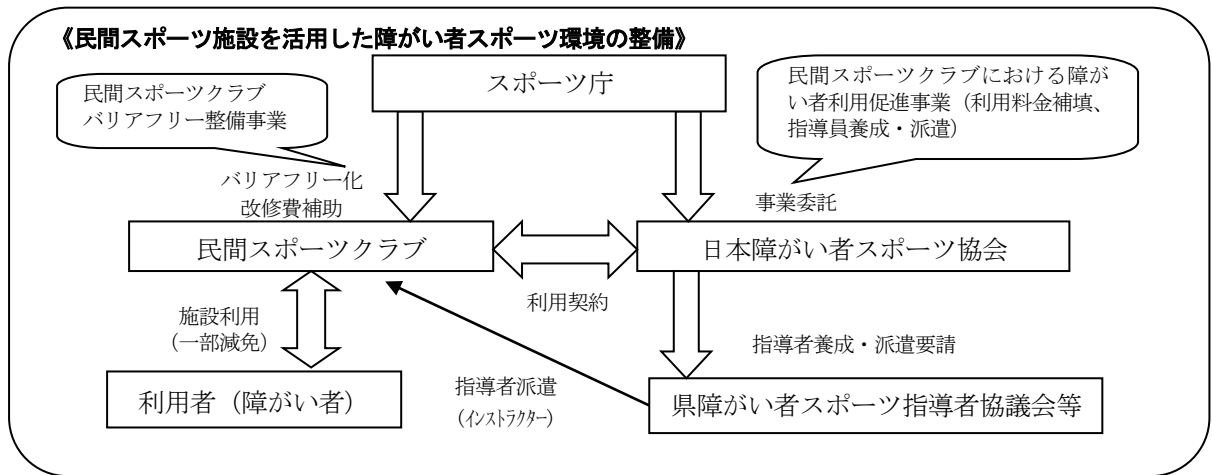 《民間スポーツ施設を活用した障がい者スポーツ環境の整備》
スポーツ庁
民間スポーツクラブ
バリアフリー整備事業
民間スポーツクラブにおける障が
い者利用促進事業（利用料金補填、
指導員養成・派遣）
バリアフリー化
改修費補助
事業委託
民間スポーツクラブ
日本障がい者スポーツ協会
利用契約
施設利用
（一部減免）
指導者養成・派遣要請
利用者（障がい者）
指導者派遣
（インストラクター）
県障がい者スポーツ指導者協議会等